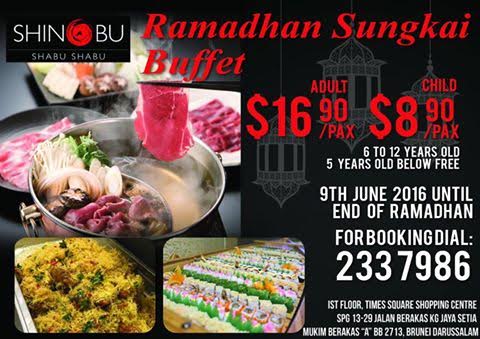 SHINOBU
SHABU SHABU
Ramadhan Sungkai
Buffet
ADULT
$16.90
/PAX
CHILD
$8.90
/PAX
6 TO 12 YEARS OLD
5 YEARS OLD BELOW FREE
9TH JUNE 2016 UNTIL
END OF RAMADHAN
FOR BOOKING DIAL:
233 7986
1ST FLOOR, TIMES SQUARE SHOPPING CENTRE
SPG 13-29 JALAN BERAKAS KG JAYA SETIA
MUKIM BERAKAS "A" BB 2713, BRUNEI DARUSSALAM